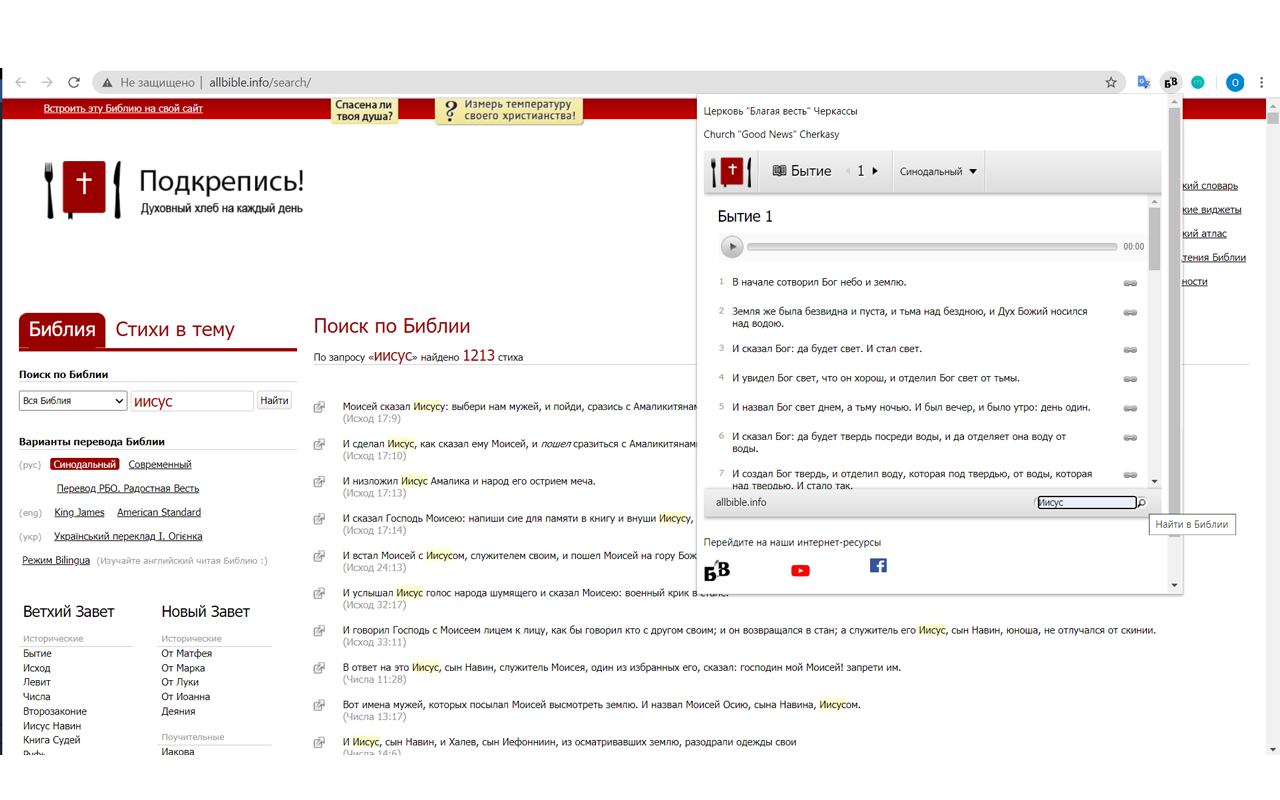 Не защищено | allbible.info/search/
БВ
O
Встроить эту Библию на свой сайт
Спасена ли
твоя душа?
? Измерь температуру
своего христианства!
Подкрепись!
Духовный хлеб на каждый день
кий словарь
кие виджеты
кий атлас
тения Библии
ности
Библия
Стихи в тему
Поиск по Библии
Вся Библия
иисус
Найти
Варианты перевода Библии
(рус) Синодальный Современный
Перевод РБО. Радостная Весть
(eng) King James American Standard
(укр) Український переклад І. Огієнка
Режим Bilingua (Изучайте английский читая Библию :)
Ветхий Завет
Исторические
Бытие
Исход
Левит
Числа
Второзаконие
Иисус Навин
Книга Судей
Руфь
Новый Завет
Исторические
От Матфея
От Марка
От Луки
От Иоанна
Деяния
Поучительные
Иакова
Поиск по Библии
По запросу «иисус» найдено 1213 стиха
Моисей сказал Иисусу: выбери нам мужей, и пойди, сразись с Амаликитянам
(Исход 17:9)
И сделал Иисус, как сказал ему Моисей, и пошел сразиться с Амаликитянам
(Исход 17:10)
И низложил Иисус Амалика и народ его острием меча.
(Исход 17:13)
И сказал Господь Моисею: напиши сие для памяти в книгу и внуши Иисусу,
(Исход 17:14)
И встал Моисей с Иисусом, служителем своим, и пошел Моисей на гору Бож
(Исход 24:13)
И услышал Иисус голос народа шумящего и сказал Моисею: военный крик в стане.
(Исход 32:17)
И говорил Господь с Моисеем лицем к лицу, как бы говорил кто с другом своим; и он возвращался в стан; а служитель его Иисус, сын Навин, юноша, не отлучался от скинии.
(Исход 33:11)
В ответ на это Иисус, сын Навин, служитель Моисея, один из избранных его, сказал: господин мой Моисей! запрети им.
(Числа 11:28)
Вот имена мужей, которых посылал Моисей высмотреть землю. И назвал Моисей Осию, сына Навина, Иисусом.
(Числа 13:17)
И Иисус, сын Навин, и Халев, сын Иефонниин, из осматривавших землю, разодрали одежды свои
(Числа 14:6)
Церковь "Благая весть" Черкассы
Church "Good News" Cherkasy
Бытие 1 Синодальный
Бытие 1
00:00
1 В начале сотворил Бог небо и землю.
2 Земля же была безвидна и пуста, и тьма над бездною, и Дух Божий носился
над водою.
3 И сказал Бог: да будет свет. И стал свет.
4 И увидел Бог свет, что он хорош, и отделил Бог свет от тьмы.
5 И назвал Бог свет днем, а тьму ночью. И был вечер, и было утро: день один.
6 И сказал Бог: да будет твердь посреди воды, и да отделяет она воду от
воды.
7 И создал Бог твердь, и отделил воду, которая под твердью, от воды, которая
над твердью. И стало так.
allbible.info
Иисус
Найти в Библии
Перейдите на наши интернет-ресурсы
БВ